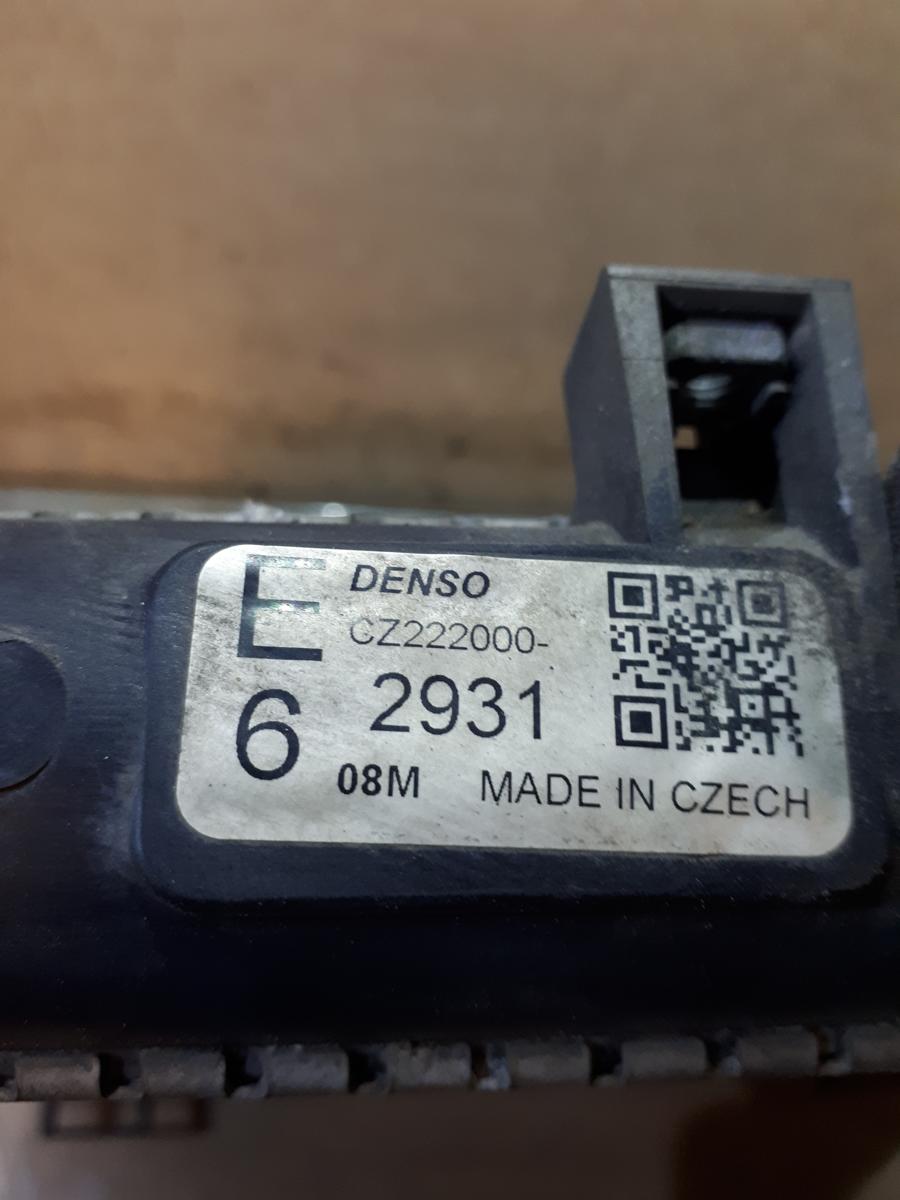 E
DENSO
CZ222000-
6
2931
08M
MADE IN CZECH